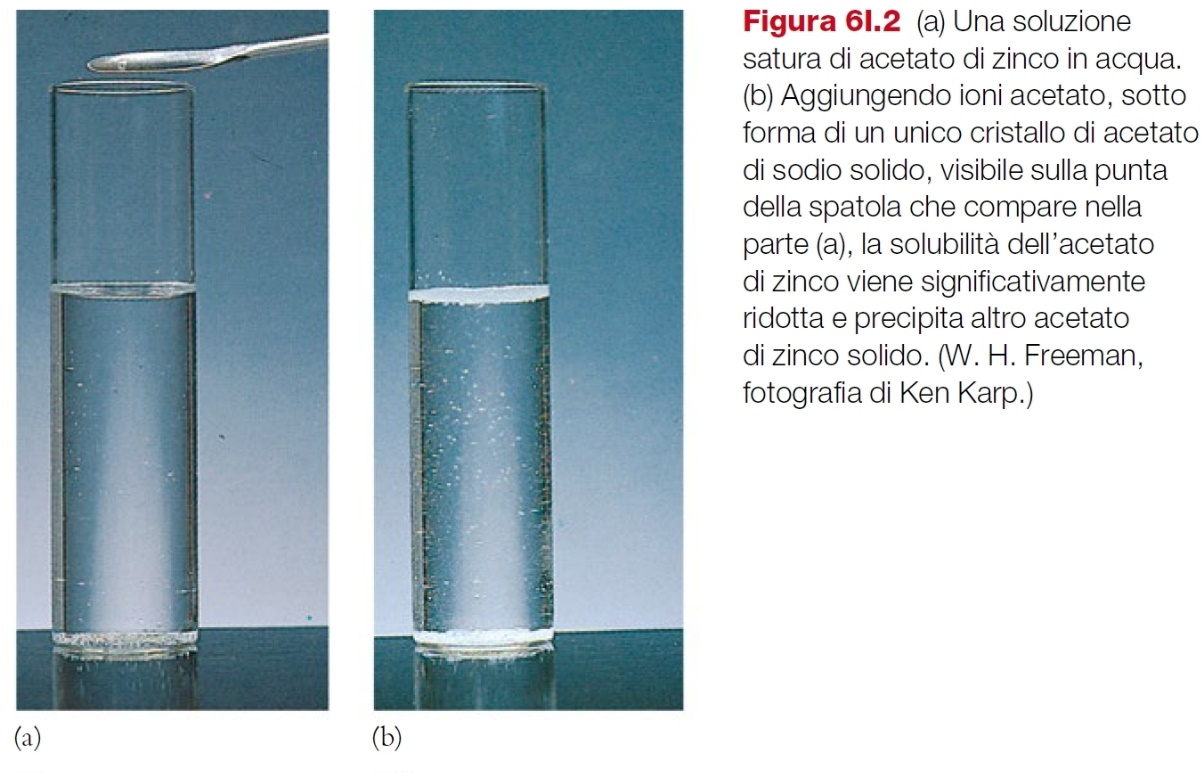 Figura 6I.2 (a) Una soluzione
satura di acetato di zinco in acqua.
(b) Aggiungendo ioni acetato, sotto
forma di un unico cristallo di acetato
di sodio solido, visibile sulla punta
della spatola che compare nella
parte (a), la solubilità dell’acetato
di zinco viene significativamente
ridotta e precipita altro acetato
di zinco solido. (W. H. Freeman,
fotografia di Ken Karp.)
(a)
(b)